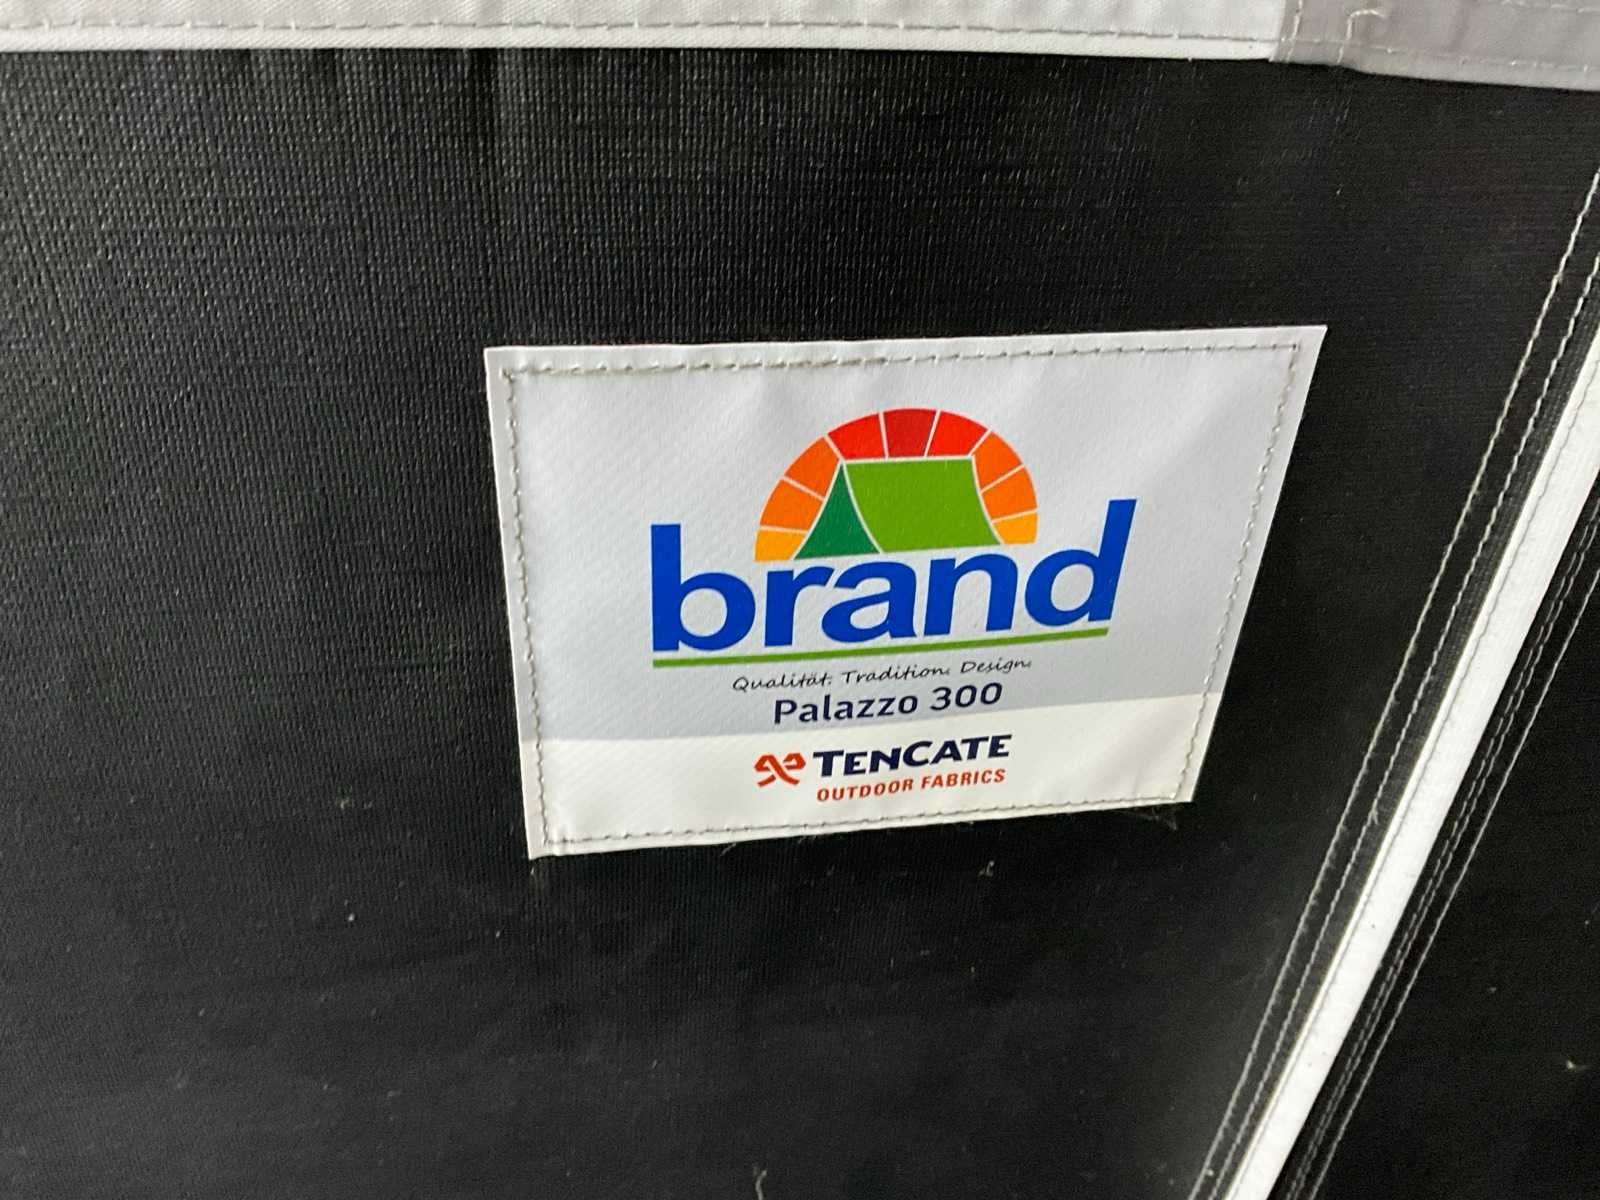 brand
Qualität. Tradition. Design.
Palazzo 300
TENCATE
OUTDOOR FABRICS